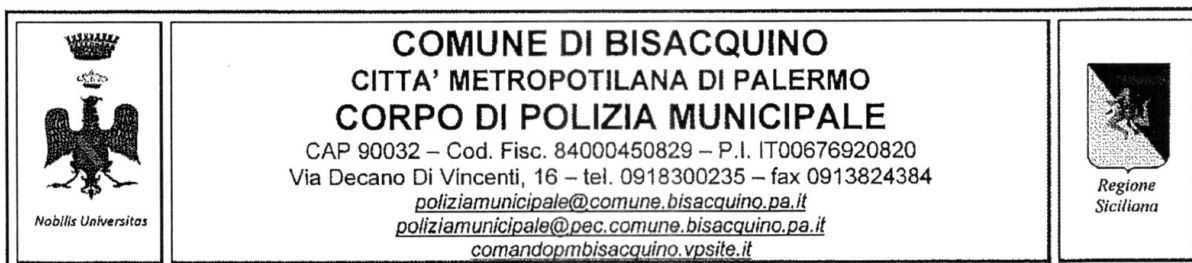 Nobilis Universitas
COMUNE DI BISACQUINO
CITTA' METROPOTILANA DI PALERMO
CORPO DI POLIZIA MUNICIPALE
CAP 90032 – Cod. Fisc. 84000450829 – P.I. IT00676920820
Via Decano Di Vincenti, 16 – tel. 0918300235 – fax 0913824384
poliziamunicipale@comune.bisacquino.pa.it
poliziamunicipale@pec.comune.bisacquino.pa.it
comandopmbisacquino.vpsite.it
Regione
Siciliana